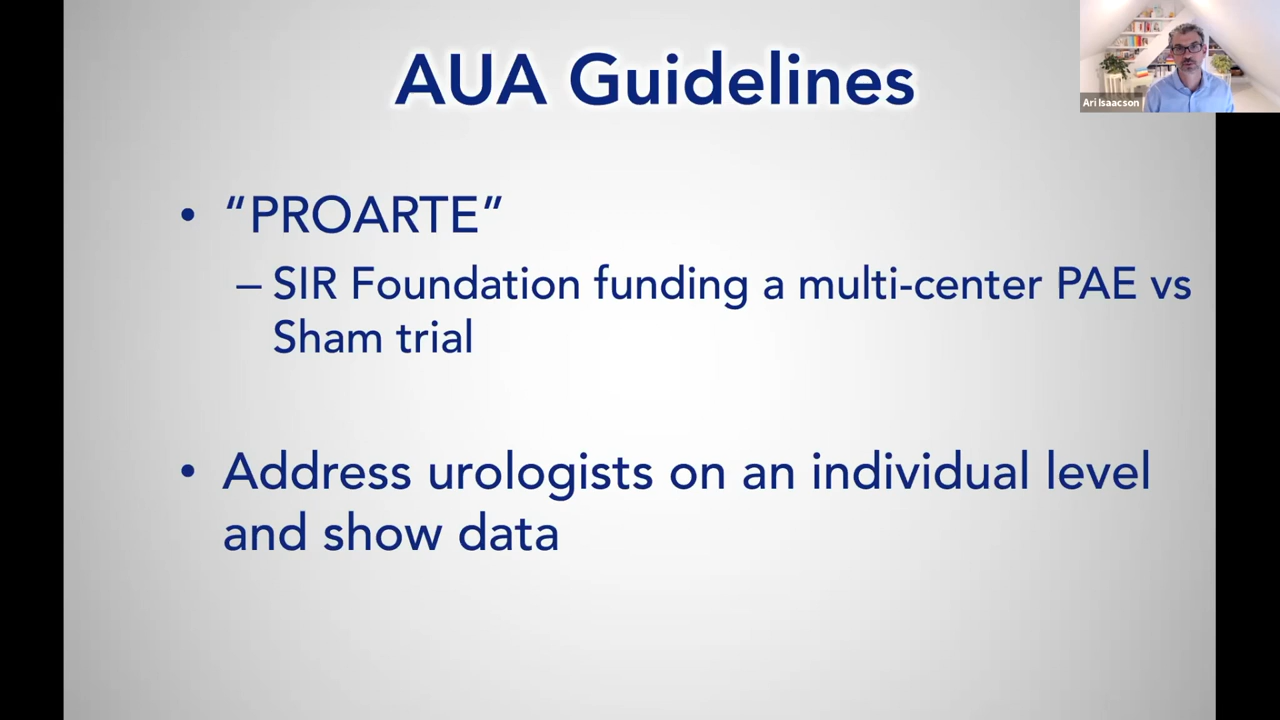 AUA Guidelines
Ari Isaacson
• “PROARTE”
– SIR Foundation funding a multi-center PAE vs
Sham trial
• Address urologists on an individual level
and show data